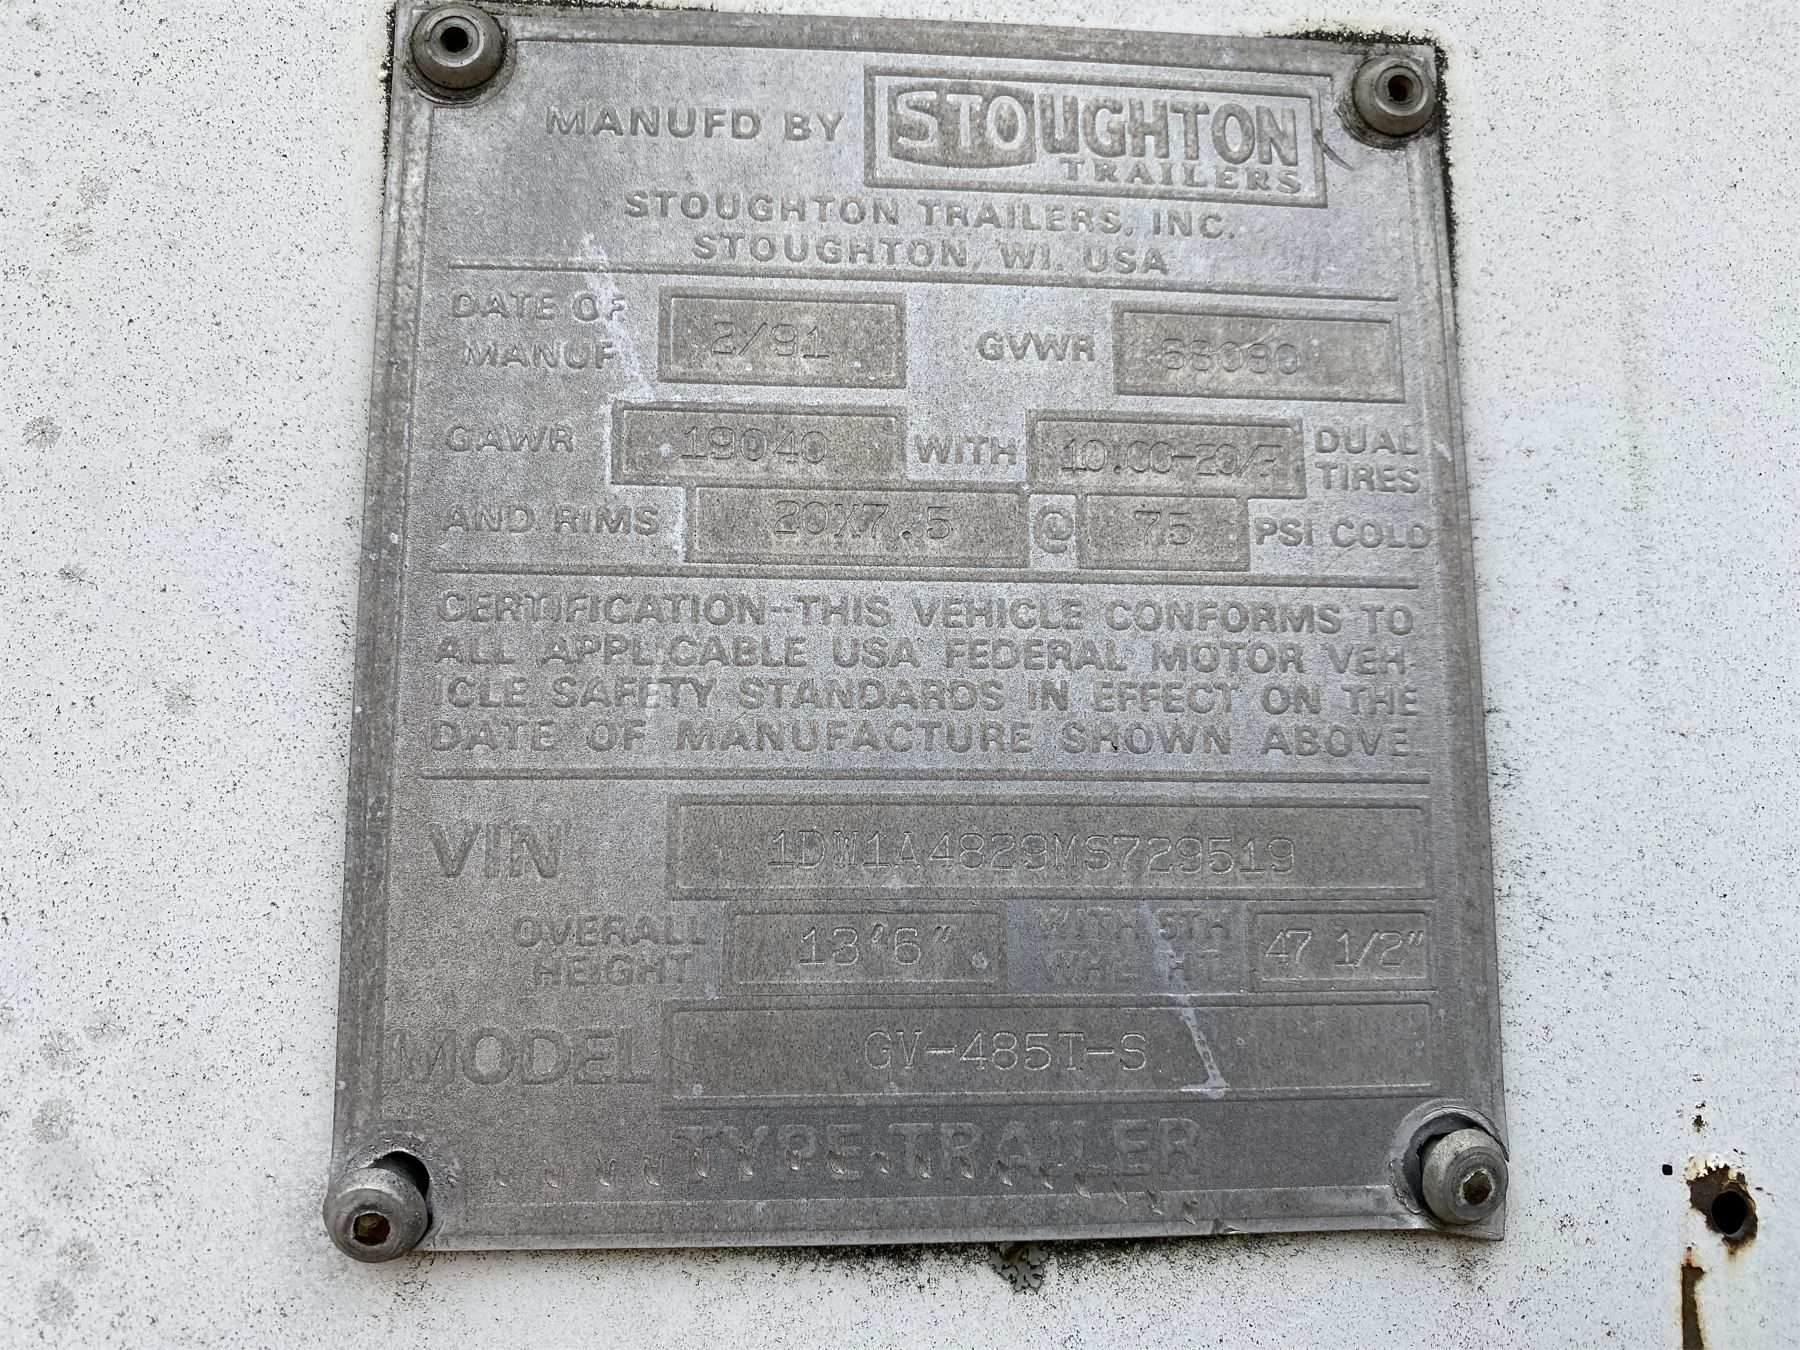 MANUFD BY STOUGHTON
TRAILERS
STOUGHTON TRAILERS, INC.
STOUGHTON, WI. USA
DATE OF MANUF 2/91 GVWR 68080
GAWR 19040 WITH 10.00-20/F DUAL TIRES
AND RIMS 20X7.5 @ 75 PSI COLD
CERTIFICATION--THIS VEHICLE CONFORMS TO
ALL APPLICABLE USA FEDERAL MOTOR VEH-
ICLE SAFETY STANDARDS IN EFFECT ON THE
DATE OF MANUFACTURE SHOWN ABOVE.
VIN 1DW1A4829MS729519
OVERALL HEIGHT 13'6" WITH 5TH WHL HT. 47 1/2"
MODEL GV-485T-S
TYPE-TRAILER